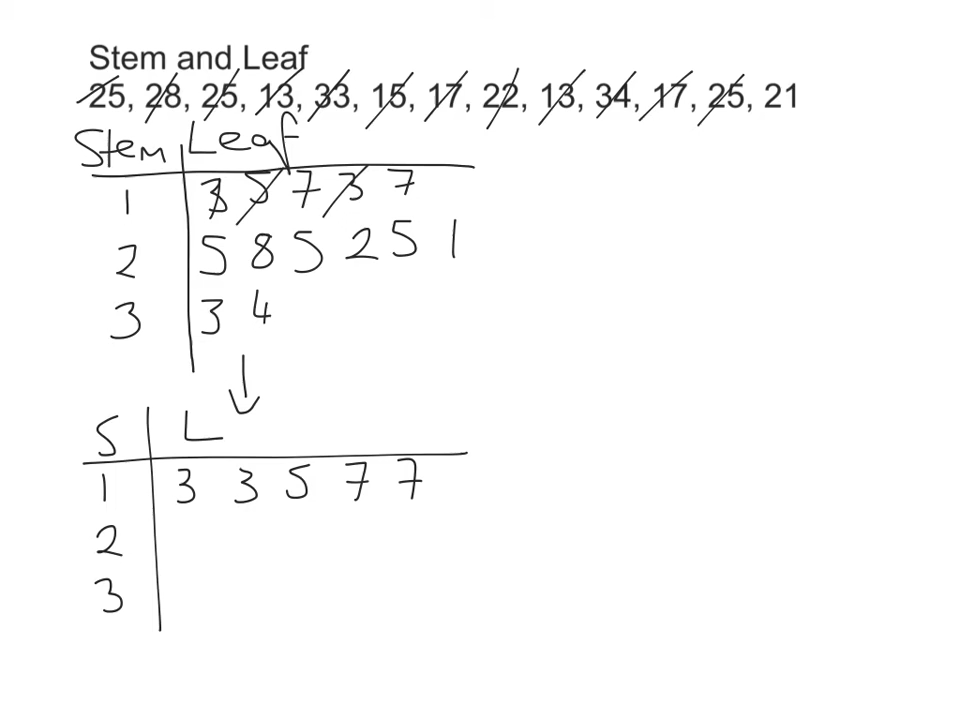 Stem and Leaf
25, 28, 25, 13, 33, 15, 17, 22, 13, 34, 17, 25, 21
Stem Leaf
1 3 5 7 3 7
2 5 8 5 2 5 1
3 3 4
S L
1 3 3 5 7 7
2
3